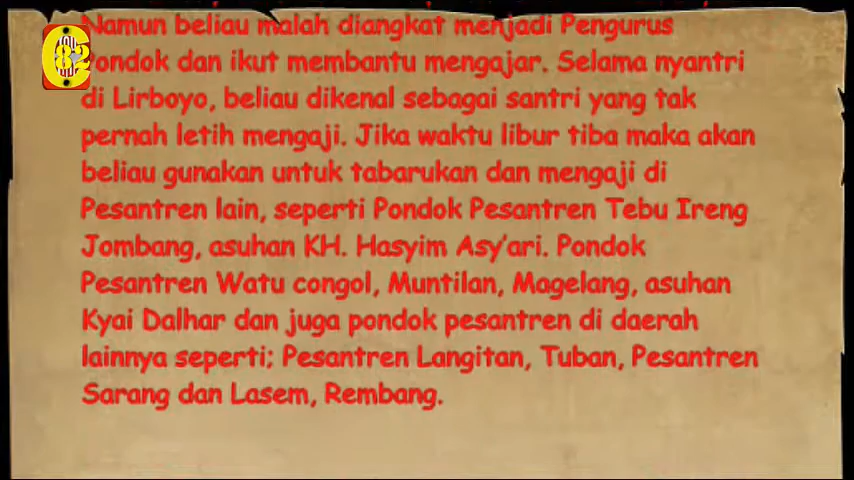 Namun beliau malah diangkat menjadi Pengurus
Pondok dan ikut membantu mengajar. Selama nyantri
di Lirboyo, beliau dikenal sebagai santri yang tak
pernah letih mengaji. Jika waktu libur tiba maka akan
beliau gunakan untuk tabarukan dan mengaji di
Pesantren lain, seperti Pondok Pesantren Tebu Ireng
Jombang, asuhan KH. Hasyim Asy'ari. Pondok
Pesantren Watu congol, Muntilan, Magelang, asuhan
Kyai Dalhar dan juga pondok pesantren di daerah
lainnya seperti; Pesantren Langitan, Tuban, Pesantren
Sarang dan Lasem, Rembang.